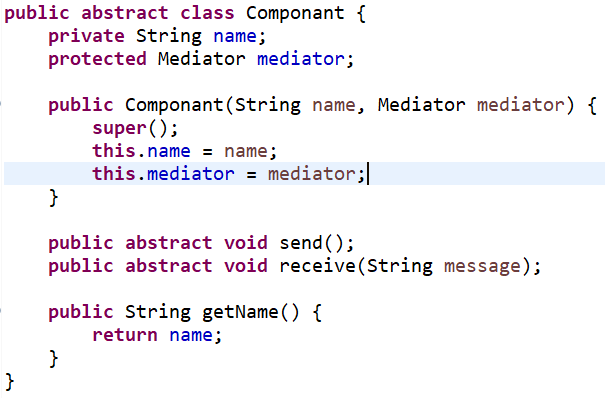 public abstract class Componant {
    private String name;
    protected Mediator mediator;

    public Componant(String name, Mediator mediator) {
        super();
        this.name = name;
        this.mediator = mediator;
    }

    public abstract void send();
    public abstract void receive(String message);

    public String getName() {
        return name;
    }
}